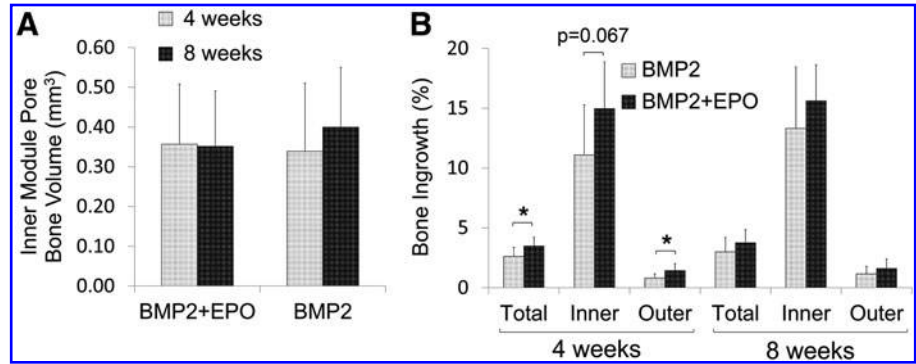 A
4 weeks
8 weeks
Inner Module Pore
Bone Volume (mm³)
0.60
0.50
0.40
0.30
0.20
0.10
0.00
BMP2+EPO BMP2
B
p=0.067
BMP2
BMP2+EPO
Bone Ingrowth (%)
20
15
10
5
0
*
*
Total Inner Outer Total Inner Outer
4 weeks 8 weeks